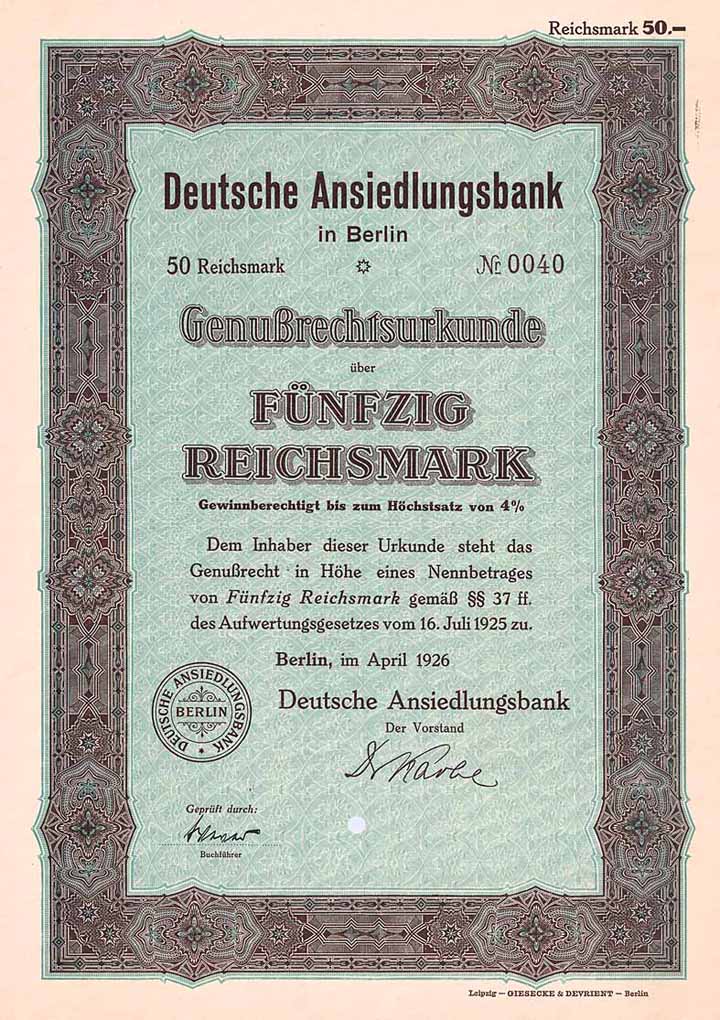 Reichsmark 50.—
Deutsche Ansiedlungsbank
in Berlin
50 Reichsmark № 0040
Genußrechtsurkunde
über
FÜNFZIG
REICHSMARK
Gewinnberechtigt bis zum Höchstsatz von 4%
Dem Inhaber dieser Urkunde steht das
Genußrecht in Höhe eines Nennbetrages
von Fünfzig Reichsmark gemäß §§ 37 ff.
des Aufwertungsgesetzes vom 16. Juli 1925 zu.
Berlin, im April 1926
DEUTSCHE ANSIEDLUNGSBANK
BERLIN
Deutsche Ansiedlungsbank
Der Vorstand
Geprüft durch:
Buchführer
Leipzig — GIESECKE & DEVRIENT — Berlin